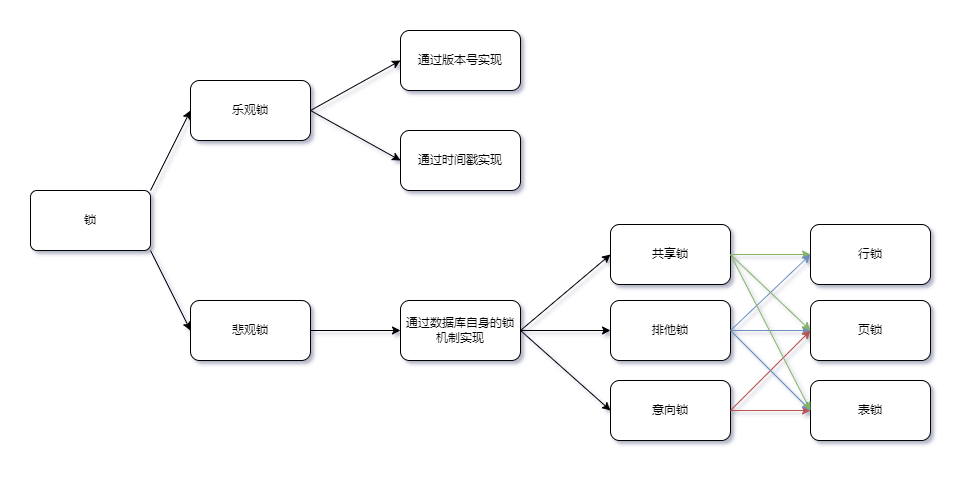 通过版本号实现
乐观锁
通过时间戳实现
锁
共享锁
行锁
悲观锁
通过数据库自身的锁
机制实现
排他锁
页锁
意向锁
表锁